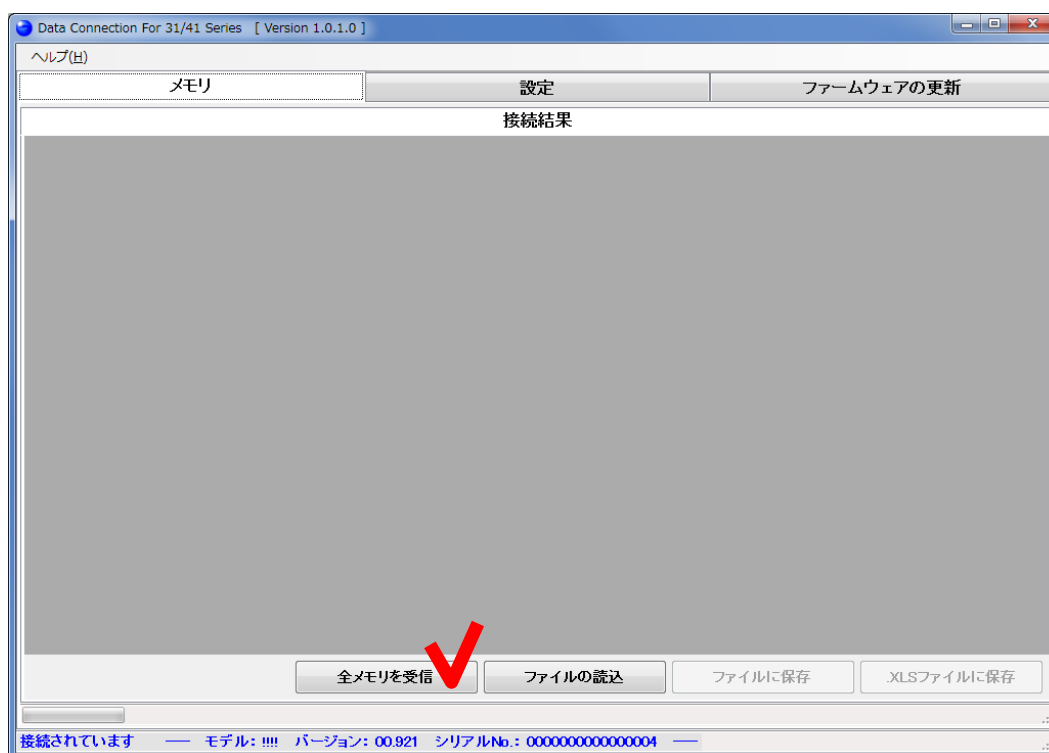 Data Connection For 31/41 Series [ Version 1.0.1.0 ]
ヘルプ(H)
メモリ 設定 ファームウェアの更新
接続結果
全メモリを受信 ファイルの読込 ファイルに保存 .XLSファイルに保存
接続されています ── モデル: !!!! バージョン: 00.921 シリアルNo.: 0000000000000004 ──